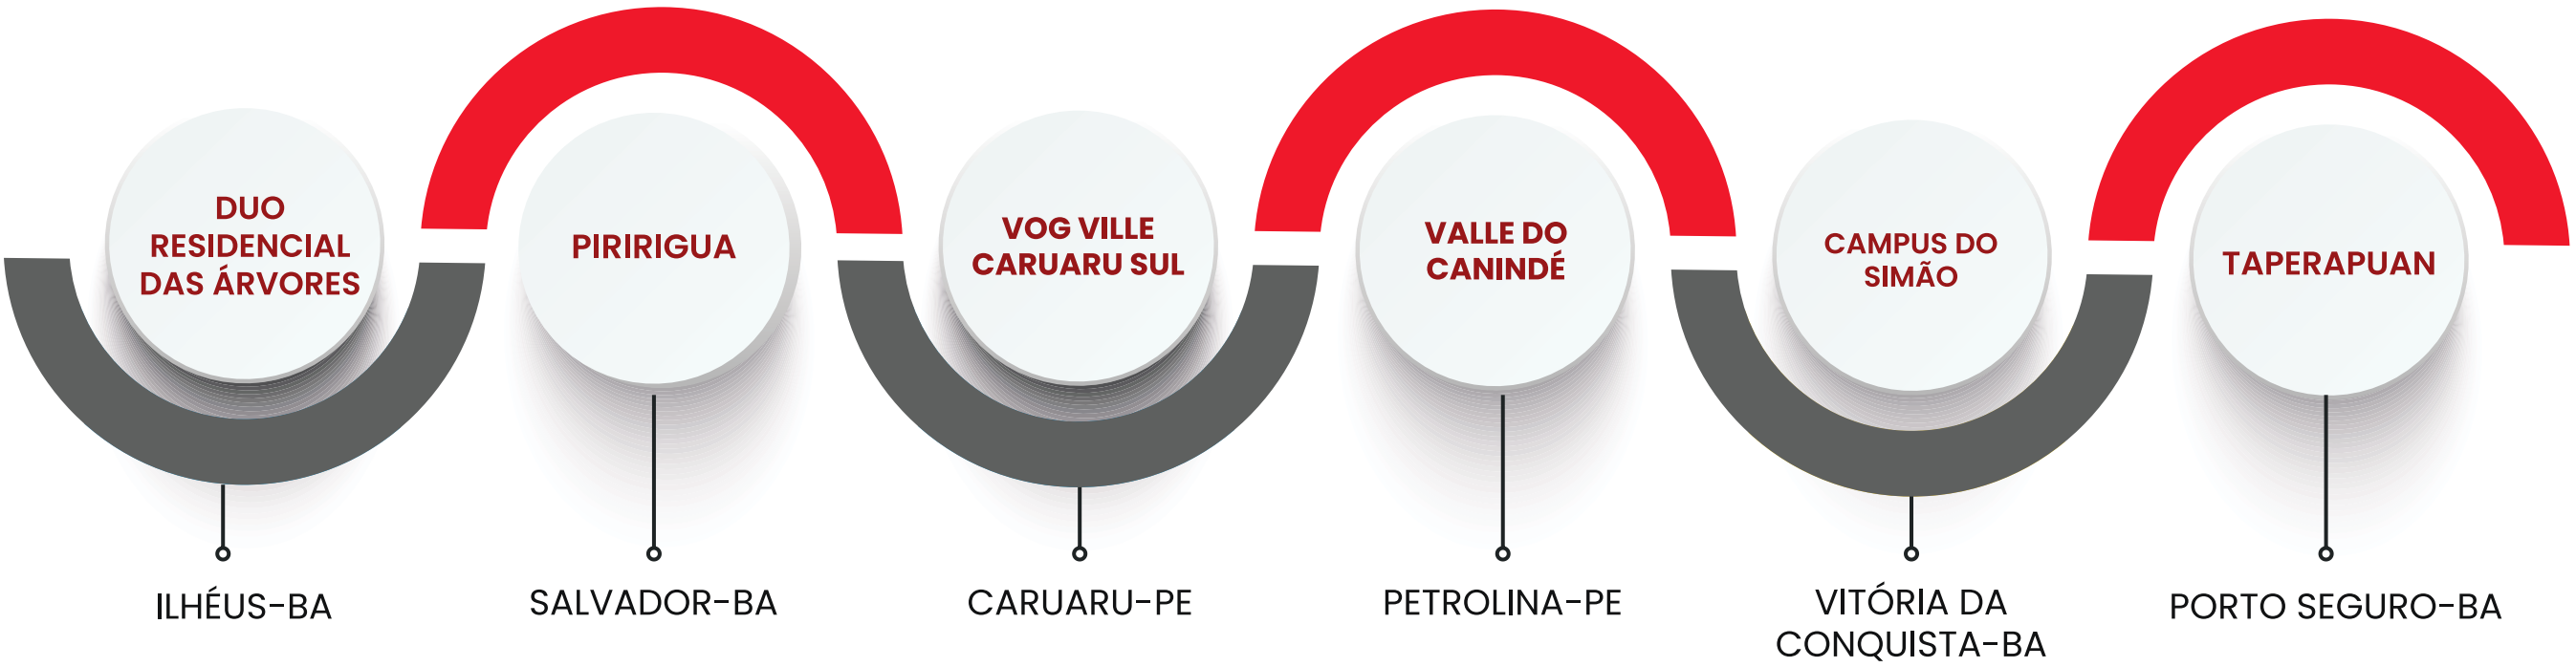 DUO
RESIDENCIAL
DAS ÁRVORES
PIRIRIGUA
VOG VILLE
CARUARU SUL
VALLE DO
CANINDÉ
CAMPUS DO
SIMÃO
TAPERAPUAN
ILHÉUS-BA
SALVADOR-BA
CARUARU-PE
PETROLINA-PE
VITÓRIA DA
CONQUISTA-BA
PORTO SEGURO-BA